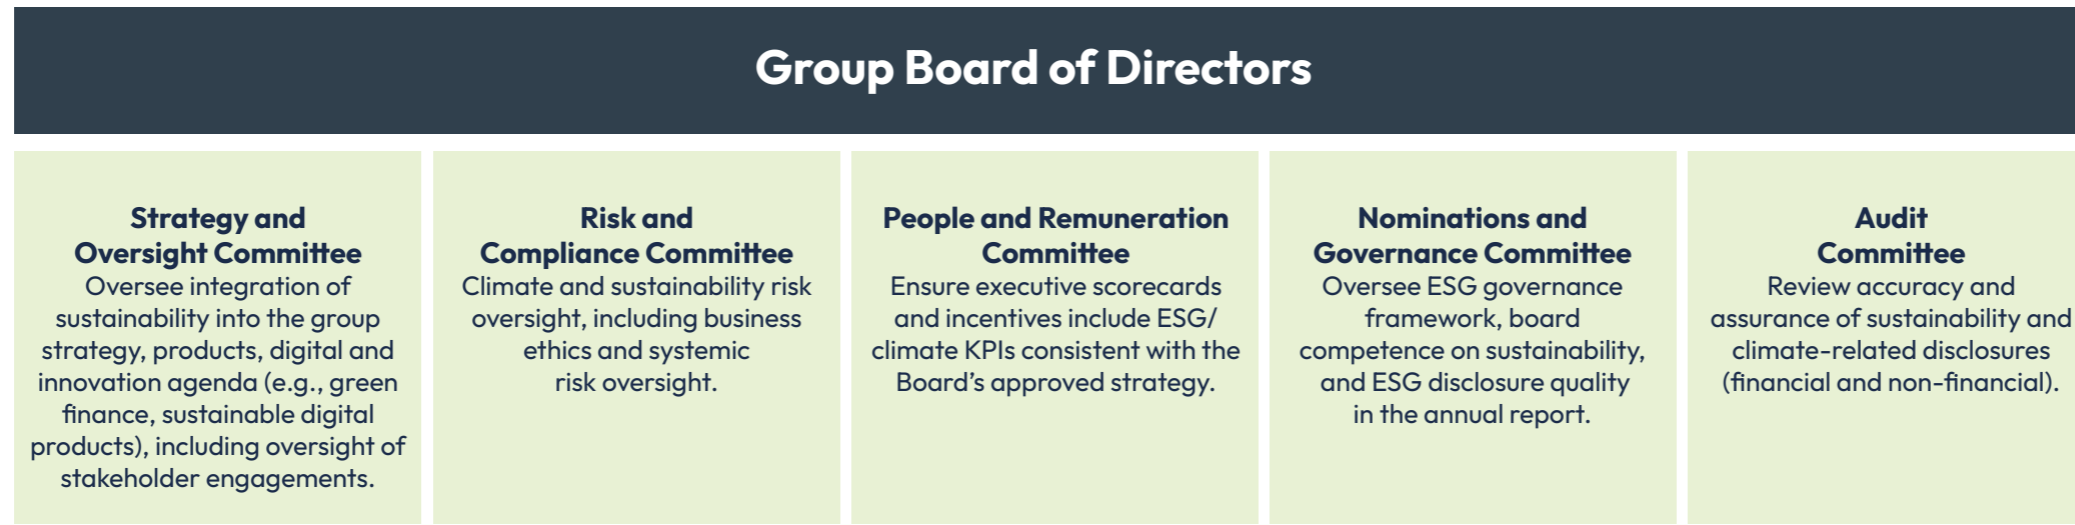 Group Board of Directors
Strategy and
Oversight Committee
Oversee integration of
sustainability into the group
strategy, products, digital and
innovation agenda (e.g., green
finance, sustainable digital
products), including oversight of
stakeholder engagements.
Risk and
Compliance Committee
Climate and sustainability risk
oversight, including business
ethics and systemic
risk oversight.
People and Remuneration
Committee
Ensure executive scorecards
and incentives include ESG/
climate KPIs consistent with the
Board's approved strategy.
Nominations and
Governance Committee
Oversee ESG governance
framework, board
competence on sustainability,
and ESG disclosure quality
in the annual report.
Audit
Committee
Review accuracy and
assurance of sustainability and
climate-related disclosures
(financial and non-financial).